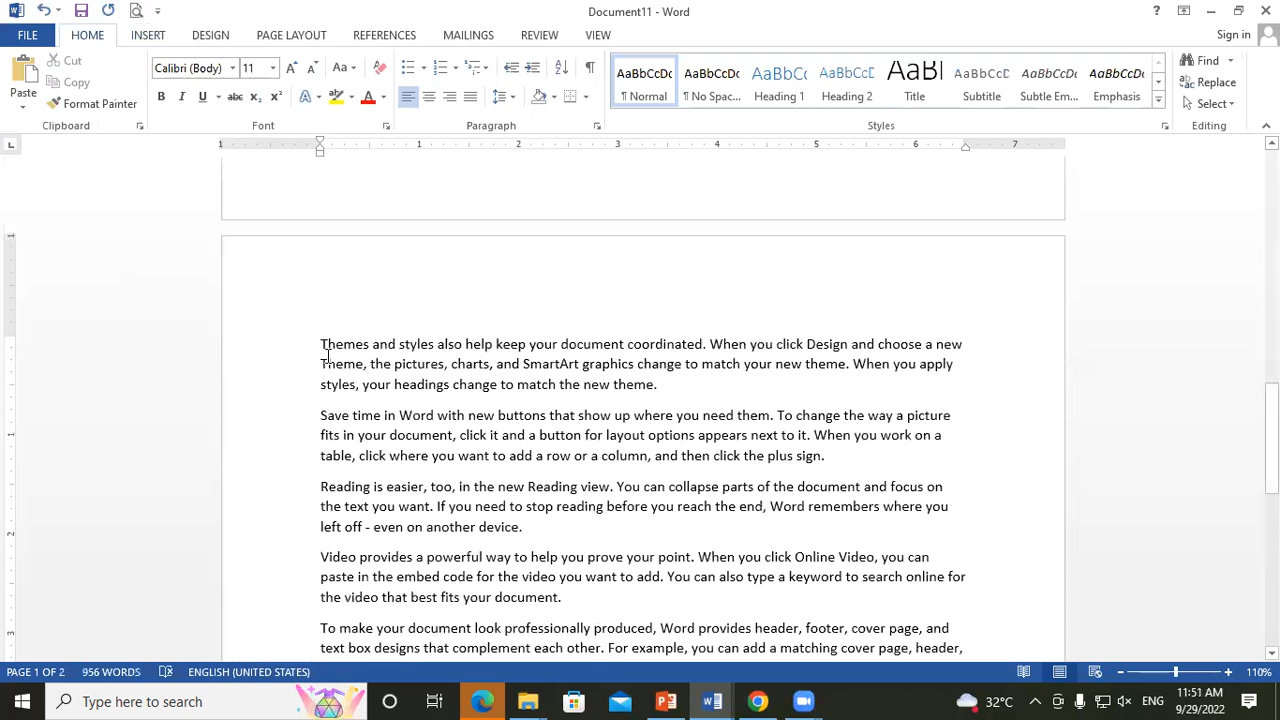 Document11 - Word
Sign in
FILE HOME INSERT DESIGN PAGE LAYOUT REFERENCES MAILINGS REVIEW VIEW
Paste
Cut
Copy
Format Painter
Clipboard
Calibri (Body) 11
Font
Paragraph
AaBbCcDc AaBbCcDc AaBbCc AaBbCcE AaBl AaBbCcD AaBbCcDc AaBbCcDc
¶ Normal ¶ No Spac... Heading 1 Heading 2 Title Subtitle Subtle Em... Emphasis
Styles
Find
Replace
Select
Editing
1 1 2 3 4 5 6 7
Themes and styles also help keep your document coordinated. When you click Design and choose a new
Theme, the pictures, charts, and SmartArt graphics change to match your new theme. When you apply
styles, your headings change to match the new theme.
Save time in Word with new buttons that show up where you need them. To change the way a picture
fits in your document, click it and a button for layout options appears next to it. When you work on a
table, click where you want to add a row or a column, and then click the plus sign.
Reading is easier, too, in the new Reading view. You can collapse parts of the document and focus on
the text you want. If you need to stop reading before you reach the end, Word remembers where you
left off - even on another device.
Video provides a powerful way to help you prove your point. When you click Online Video, you can
paste in the embed code for the video you want to add. You can also type a keyword to search online for
the video that best fits your document.
To make your document look professionally produced, Word provides header, footer, cover page, and
text box designs that complement each other. For example, you can add a matching cover page, header,
PAGE 1 OF 2 956 WORDS ENGLISH (UNITED STATES) 110%
Type here to search
32°C ENG
11:51 AM
9/29/2022